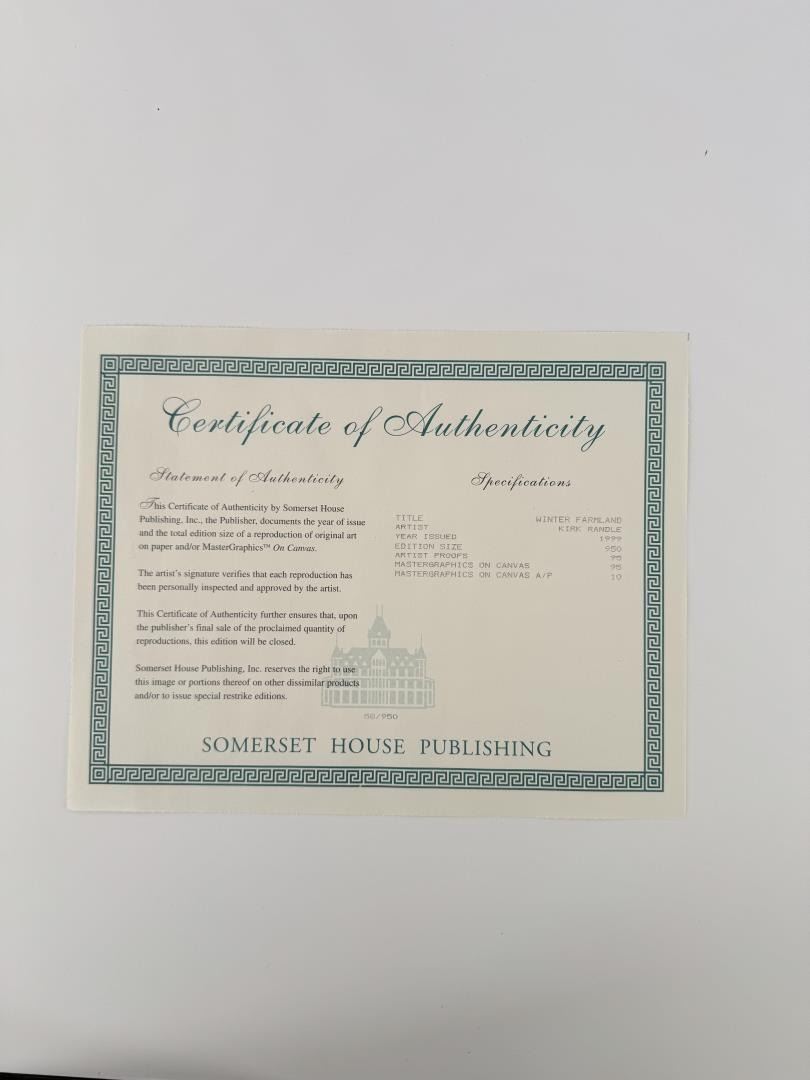 Certificate of Authenticity
Statement of Authenticity
This Certificate of Authenticity by Somerset House
Publishing, Inc., the Publisher, documents the year of issue
and the total edition size of a reproduction of original art
on paper and/or MasterGraphics™ On Canvas.
The artist's signature verifies that each reproduction has
been personally inspected and approved by the artist.
This Certificate of Authenticity further ensures that, upon
the publisher's final sale of the proclaimed quantity of
reproductions, this edition will be closed.
Somerset House Publishing, Inc. reserves the right to use
this image or portions thereof on other dissimilar products
and/or to issue special restrike editions.
Specifications
TITLE WINTER FARMLAND
ARTIST KIRK RANDLE
YEAR ISSUED 1999
EDITION SIZE 950
ARTIST PROOFS 95
MASTERGRAPHICS ON CANVAS 95
MASTERGRAPHICS ON CANVAS A/P 10
58/950
SOMERSET HOUSE PUBLISHING